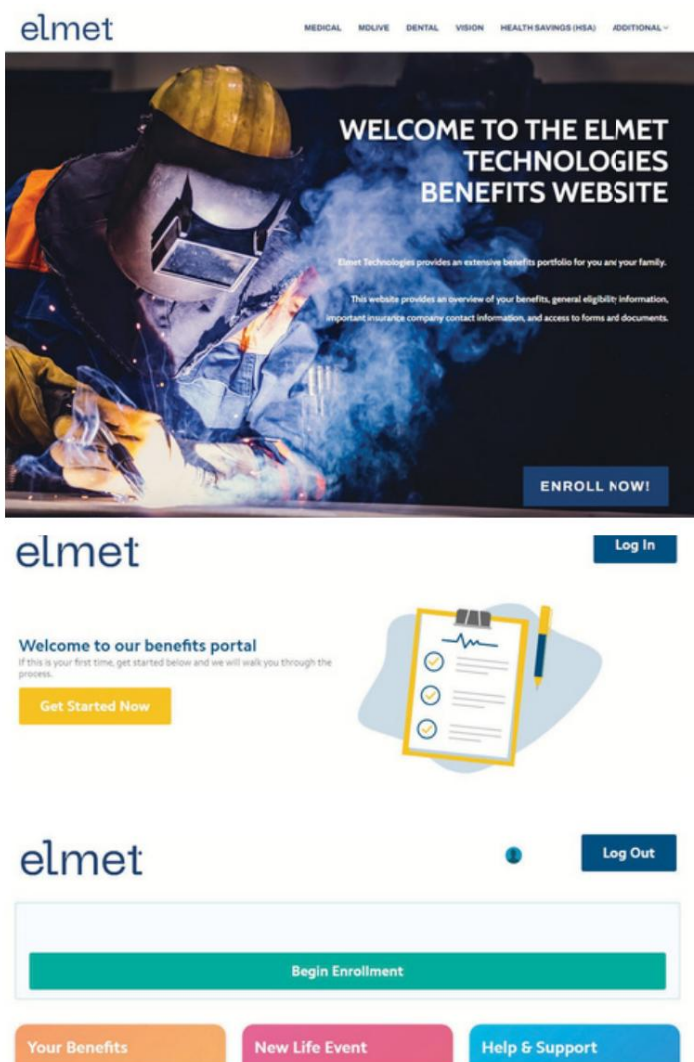 elmet
MEDICAL MDLIVE DENTAL VISION HEALTH SAVINGS (HSA) ADDITIONAL
WELCOME TO THE ELMET
TECHNOLOGIES
BENEFITS WEBSITE
Elmet Technologies provides an extensive benefits portfolio for you and your family.
This website provides an overview of your benefits, general eligibility information,
important insurance company contact information, and access to forms and documents.
ENROLL NOW!
elmet
Log In
Welcome to our benefits portal
If this is your first time, get started below and we will walk you through the
process.
Get Started Now
elmet
Log Out
Begin Enrollment
Your Benefits
New Life Event
Help & Support